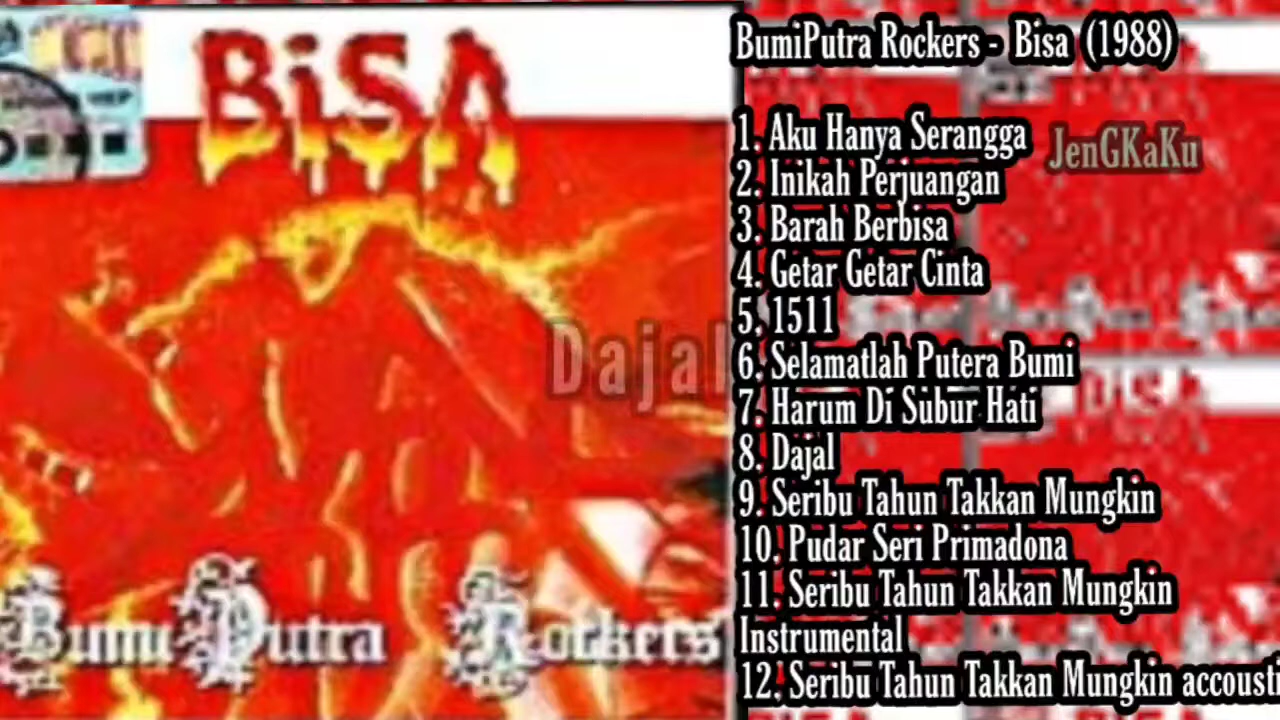 BiSA
Bumi Putra Rockers
Dajal
BumiPutra Rockers - Bisa (1988)
1. Aku Hanya Serangga
JenGKaKu
2. Inikah Perjuangan
3. Barah Berbisa
4. Getar Getar Cinta
5, 1511
6, Selamatlah Putera Bumi
7. Harum Di Subur Hati
8. Dajal
9. Seribu Tahun Takkan Mungkin
10, Pudar Seri Primadona
11. Seribu Tahun Takkan Mungkin
Instrumental
12. Seribu Tahun Takkan Mungkin accousti